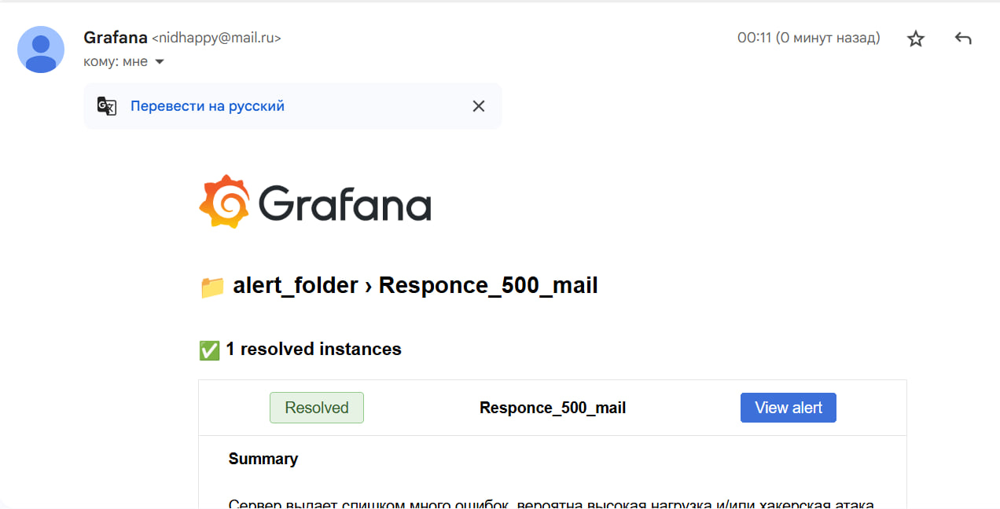 Grafana <nidhappy@mail.ru>
00:11 (0 минут назад)
кому: мне
Перевести на русский
Grafana
alert_folder › Responce_500_mail
1 resolved instances
Resolved
Responce_500_mail
View alert
Summary
Сервер выдает слишком много ошибок, вероятна высокая нагрузка и/или хакерская атака